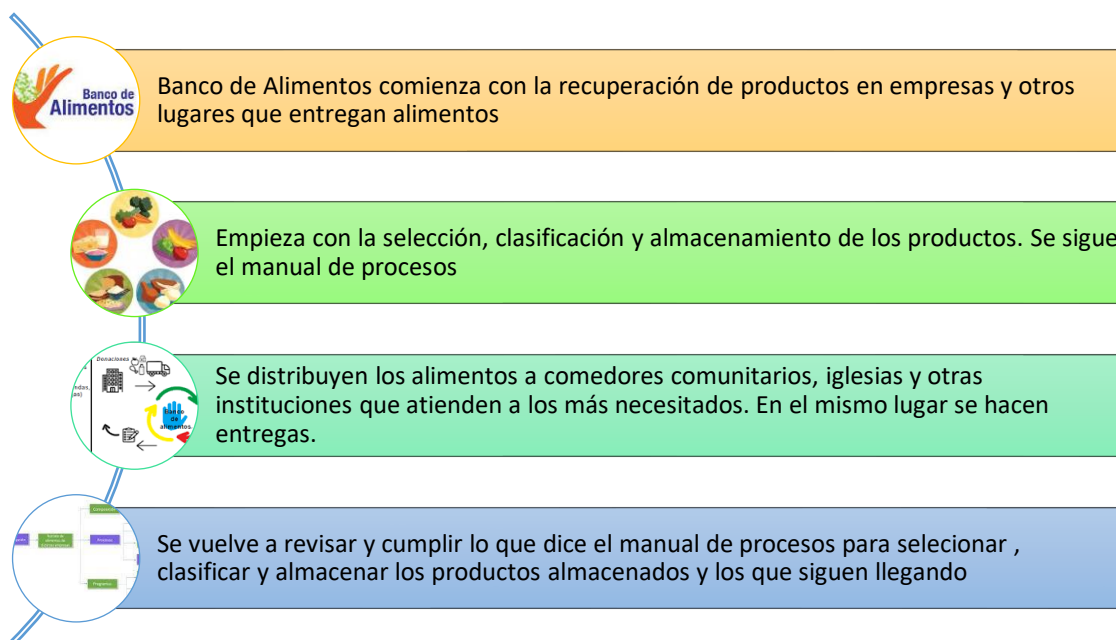 Banco de
Alimentos
Banco de Alimentos comienza con la recuperación de productos en empresas y otros
lugares que entregan alimentos
Empieza con la selección, clasificación y almacenamiento de los productos. Se sigue
el manual de procesos
Donaciones
Banco
de
alimentos
Se distribuyen los alimentos a comedores comunitarios, iglesias y otras
instituciones que atienden a los más necesitados. En el mismo lugar se hacen
entregas.
Procesos
Programas
Se vuelve a revisar y cumplir lo que dice el manual de procesos para selecionar ,
clasificar y almacenar los productos almacenados y los que siguen llegando